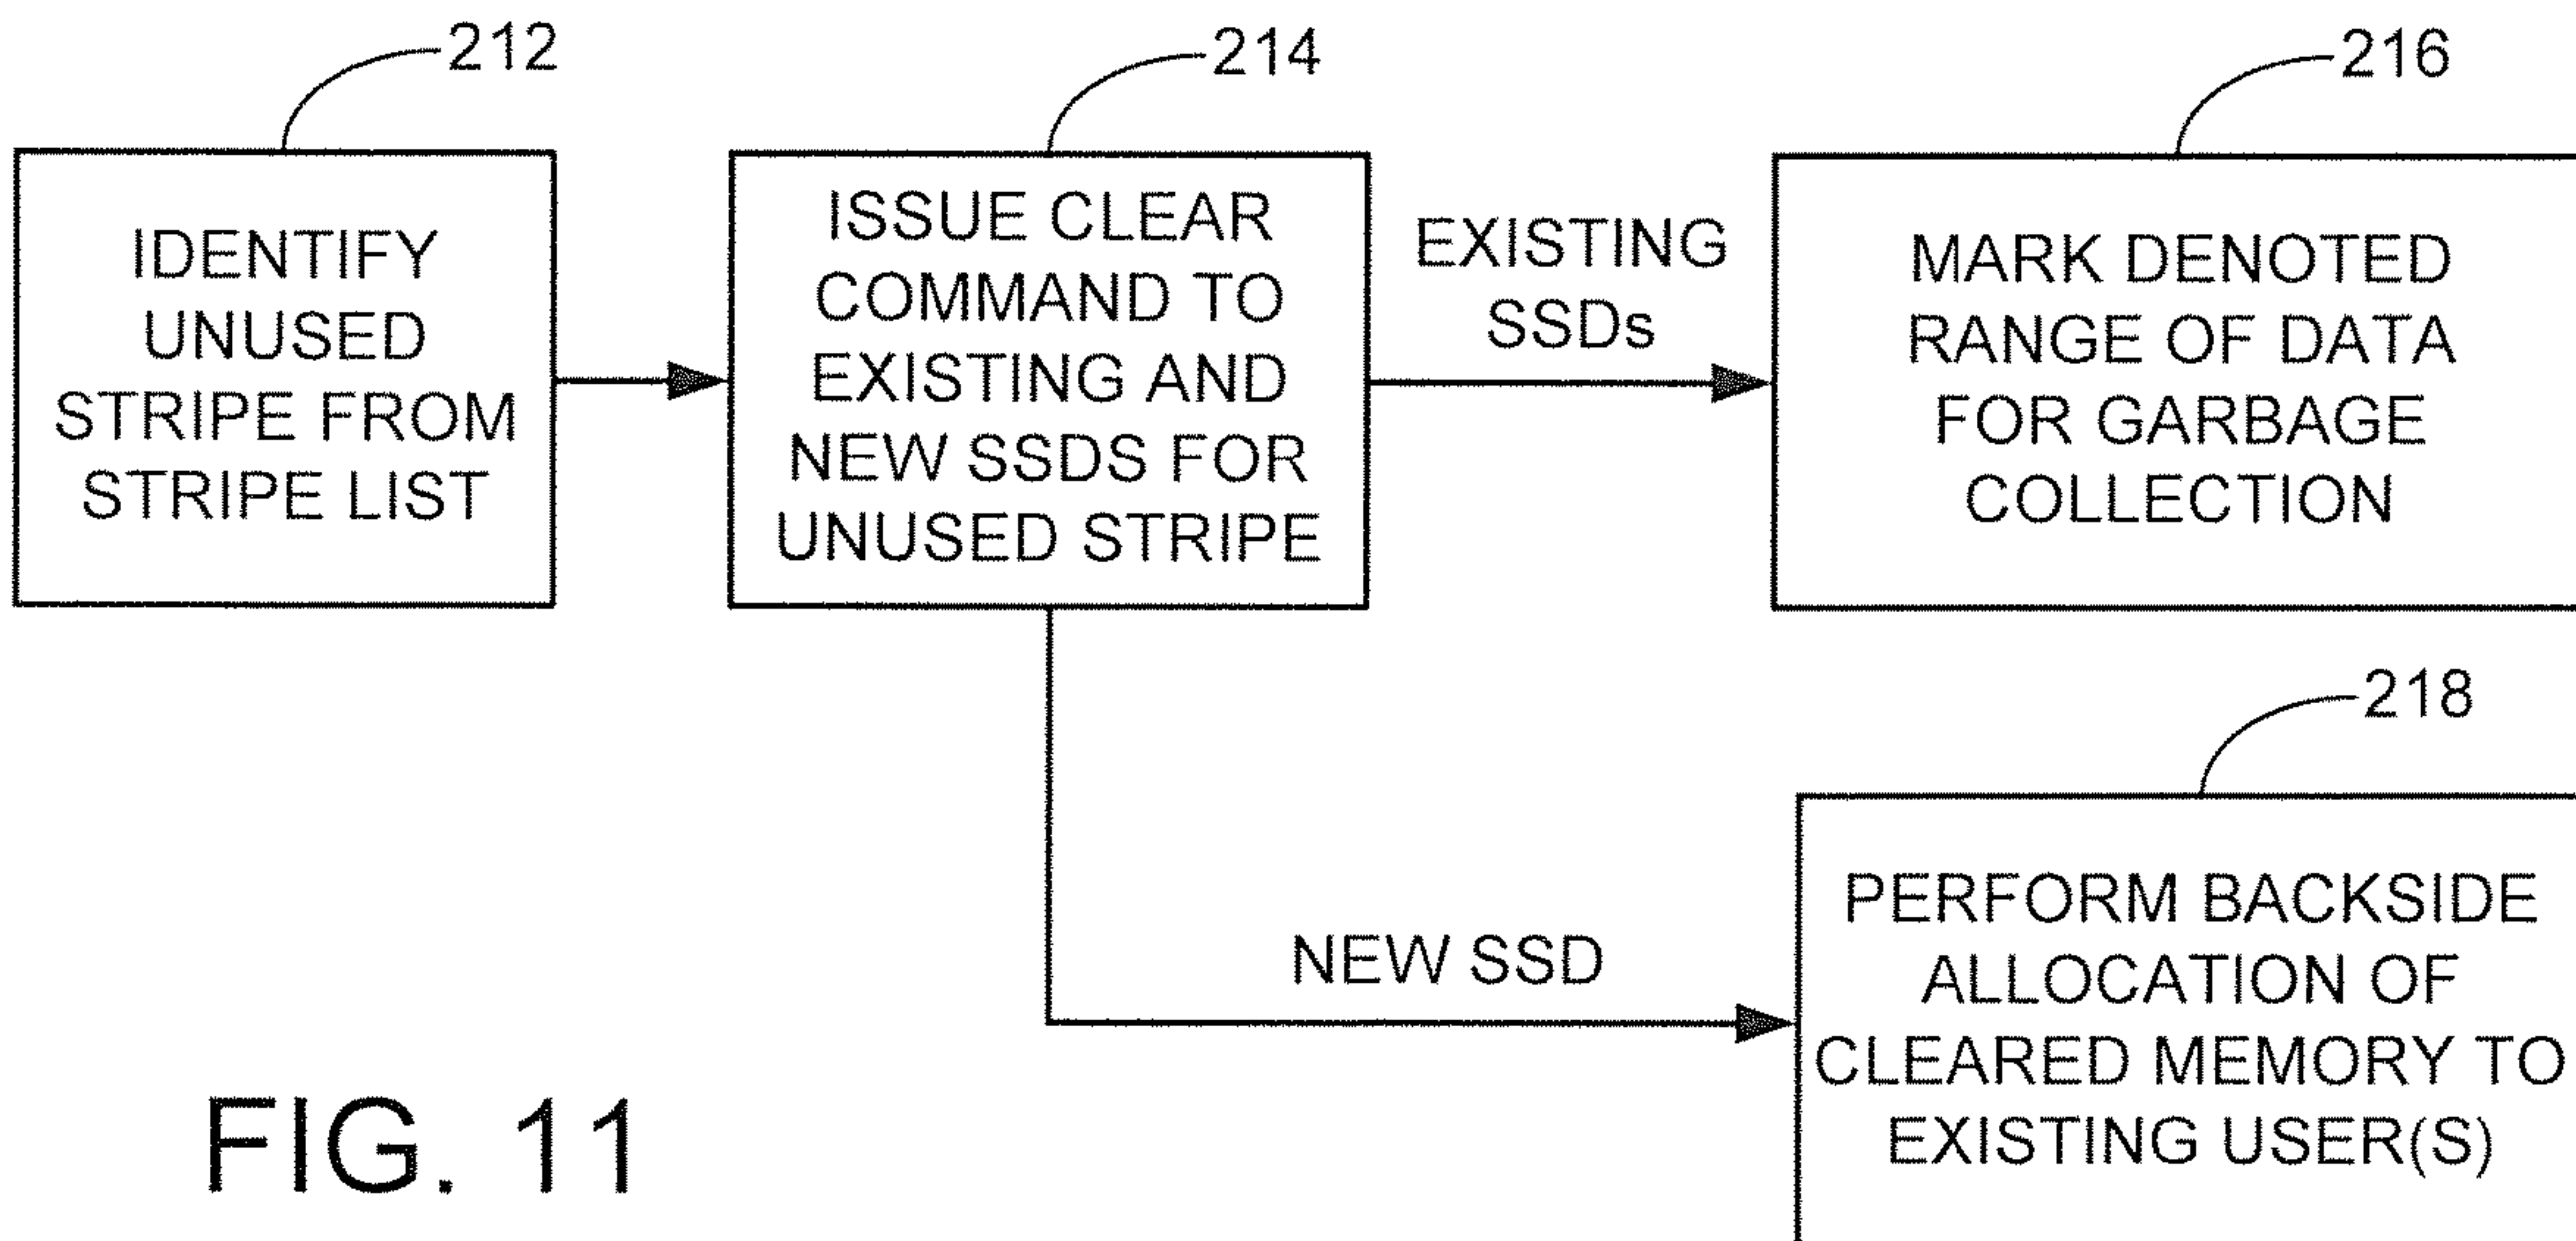 212
214
216
IDENTIFY
UNUSED
STRIPE FROM
STRIPE LIST
ISSUE CLEAR
COMMAND TO
EXISTING AND
NEW SSDS FOR
UNUSED STRIPE
EXISTING
SSDs
MARK DENOTED
RANGE OF DATA
FOR GARBAGE
COLLECTION
218
NEW SSD
PERFORM BACKSIDE
ALLOCATION OF
CLEARED MEMORY TO
EXISTING USER(S)
FIG. 11